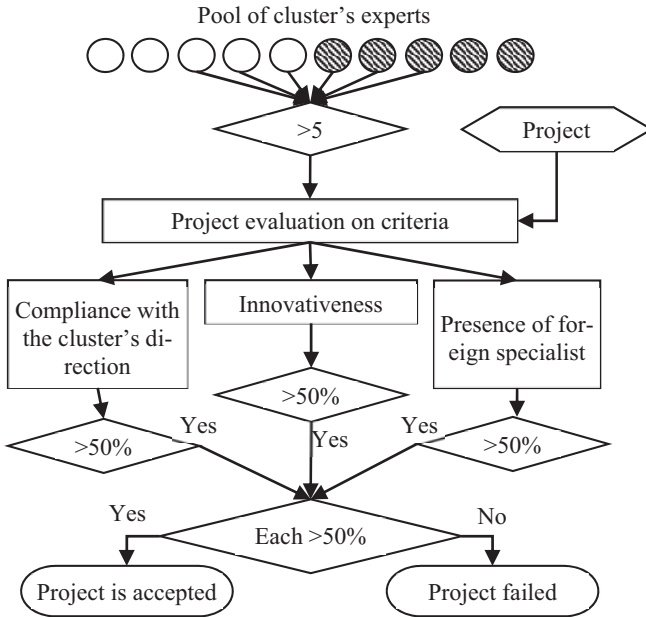 Pool of cluster's experts
>5
Project
Project evaluation on criteria
Compliance with
the cluster's di-
rection
Innovativeness
Presence of for-
eign specialist
>50%
>50%
>50%
Yes
Yes
Yes
Each >50%
Yes
No
Project is accepted
Project failed